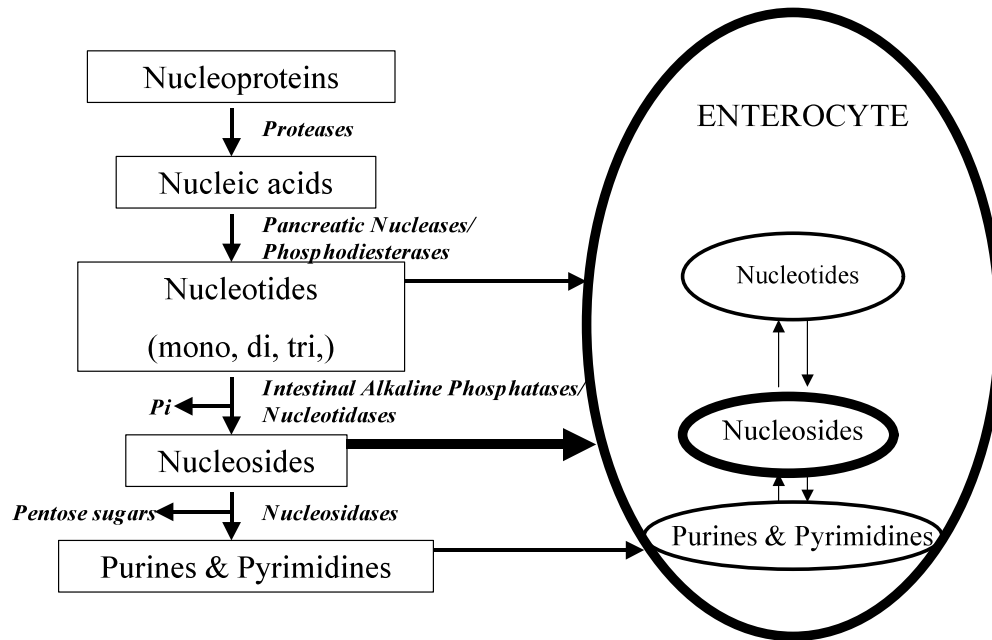 Nucleoproteins
Proteases
Nucleic acids
Pancreatic Nucleases/
Phosphodiesterases
Nucleotides
(mono, di, tri,)
Pi
Intestinal Alkaline Phosphatases/
Nucleotidases
Nucleosides
Pentose sugars
Nucleosidases
Purines & Pyrimidines
ENTEROCYTE
Nucleotides
Nucleosides
Purines & Pyrimidines